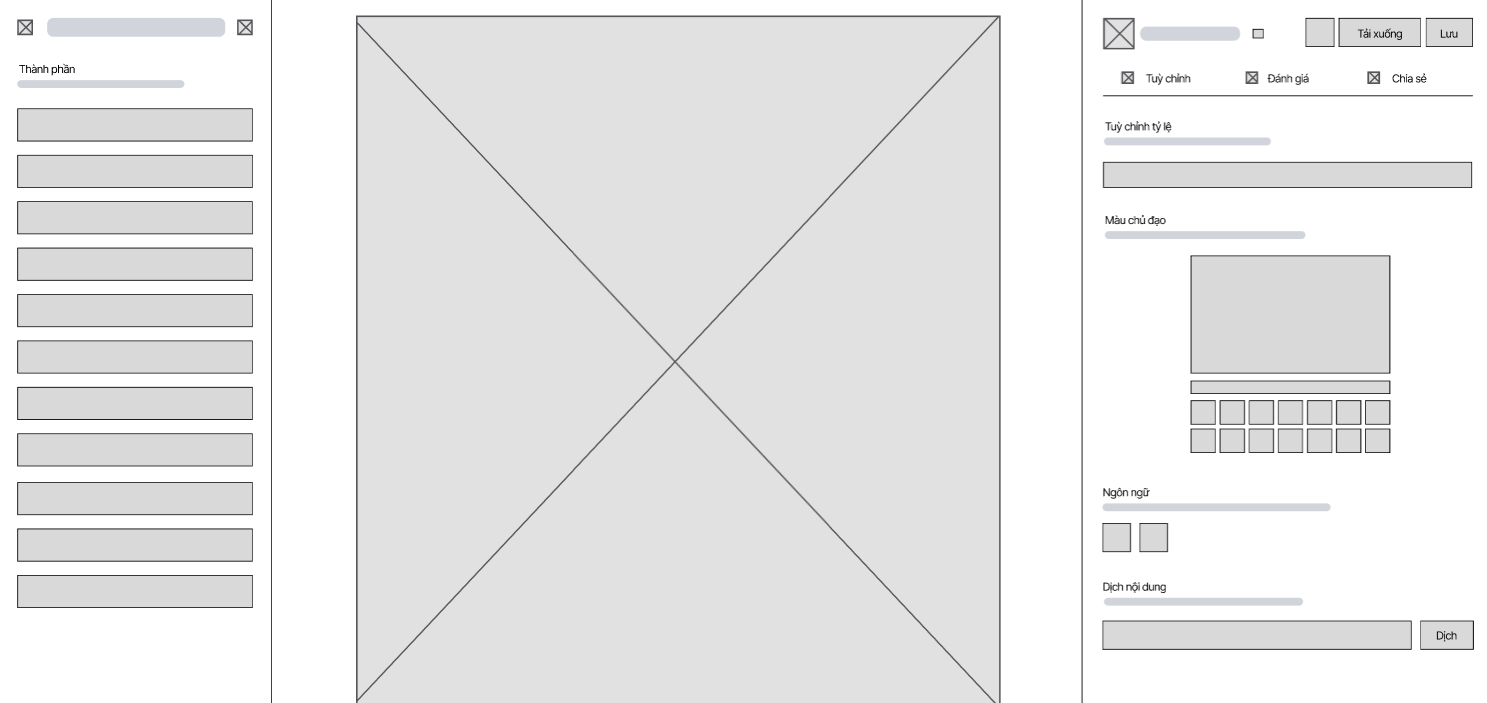 Thành phần
Tải xuống
Lưu
Tuỳ chỉnh
Đánh giá
Chia sẻ
Tuỳ chỉnh tỷ lệ
Màu chủ đạo
Ngôn ngữ
Dịch nội dung
Dịch